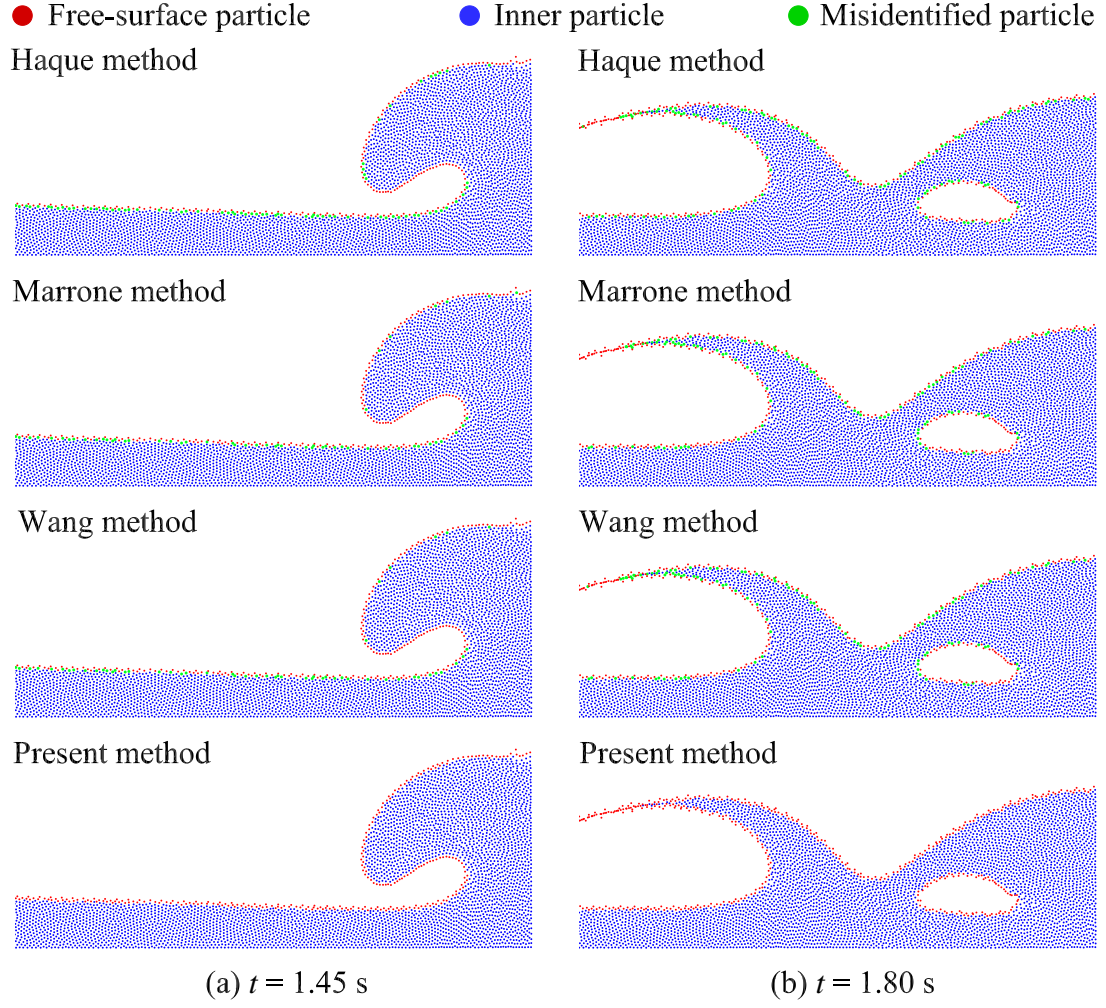 Free-surface particle Inner particle Misidentified particle
Haque method Haque method
Marrone method Marrone method
Wang method Wang method
Present method Present method
(a) t = 1.45 s (b) t = 1.80 s